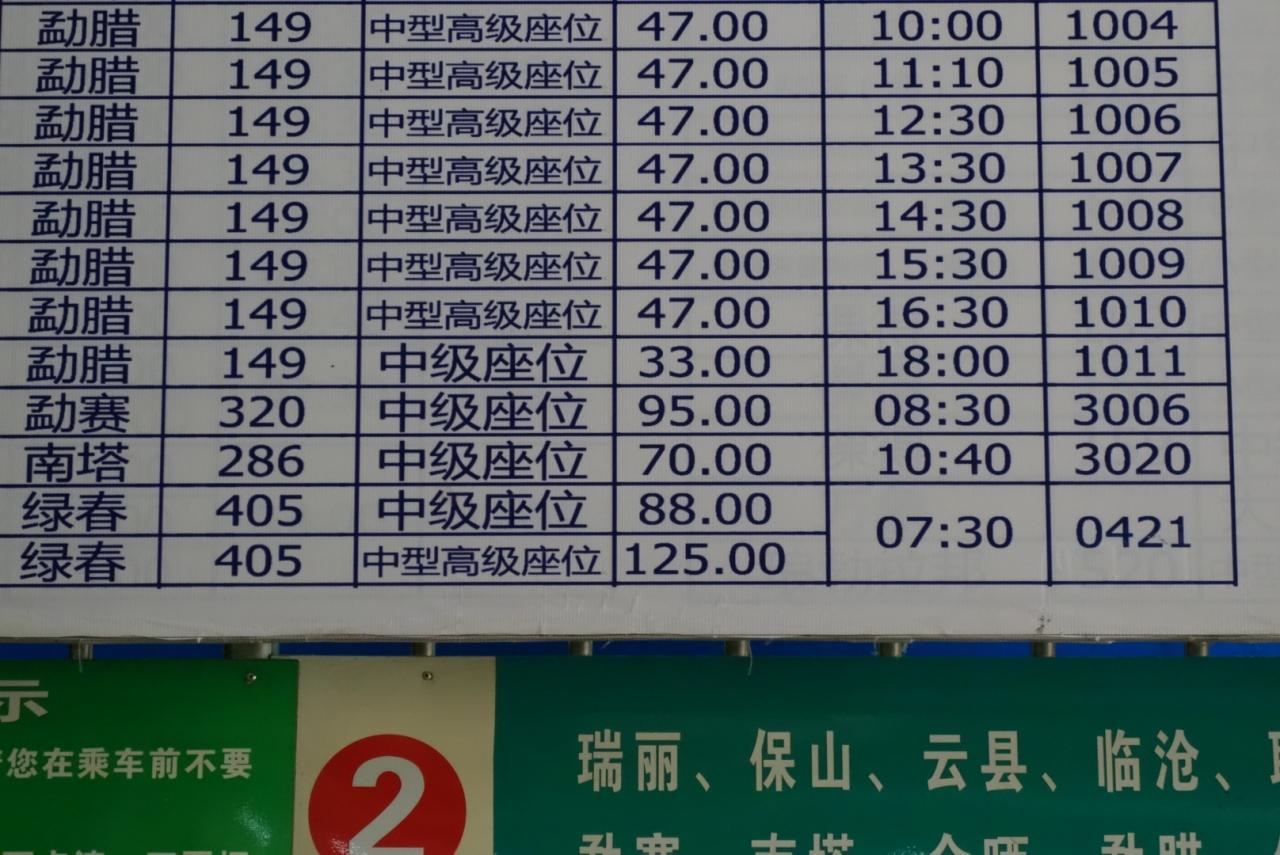 勐腊 149 中型高级座位 47.00 10:00 1004
勐腊 149 中型高级座位 47.00 11:10 1005
勐腊 149 中型高级座位 47.00 12:30 1006
勐腊 149 中型高级座位 47.00 13:30 1007
勐腊 149 中型高级座位 47.00 14:30 1008
勐腊 149 中型高级座位 47.00 15:30 1009
勐腊 149 中型高级座位 47.00 16:30 1010
勐腊 149 中级座位 33.00 18:00 1011
勐赛 320 中级座位 95.00 08:30 3006
南塔 286 中级座位 70.00 10:40 3020
绿春 405 中级座位 88.00 07:30 0421
绿春 405 中型高级座位 125.00
示
您在乘车前不要
2
瑞丽、保山、云县、临沧、